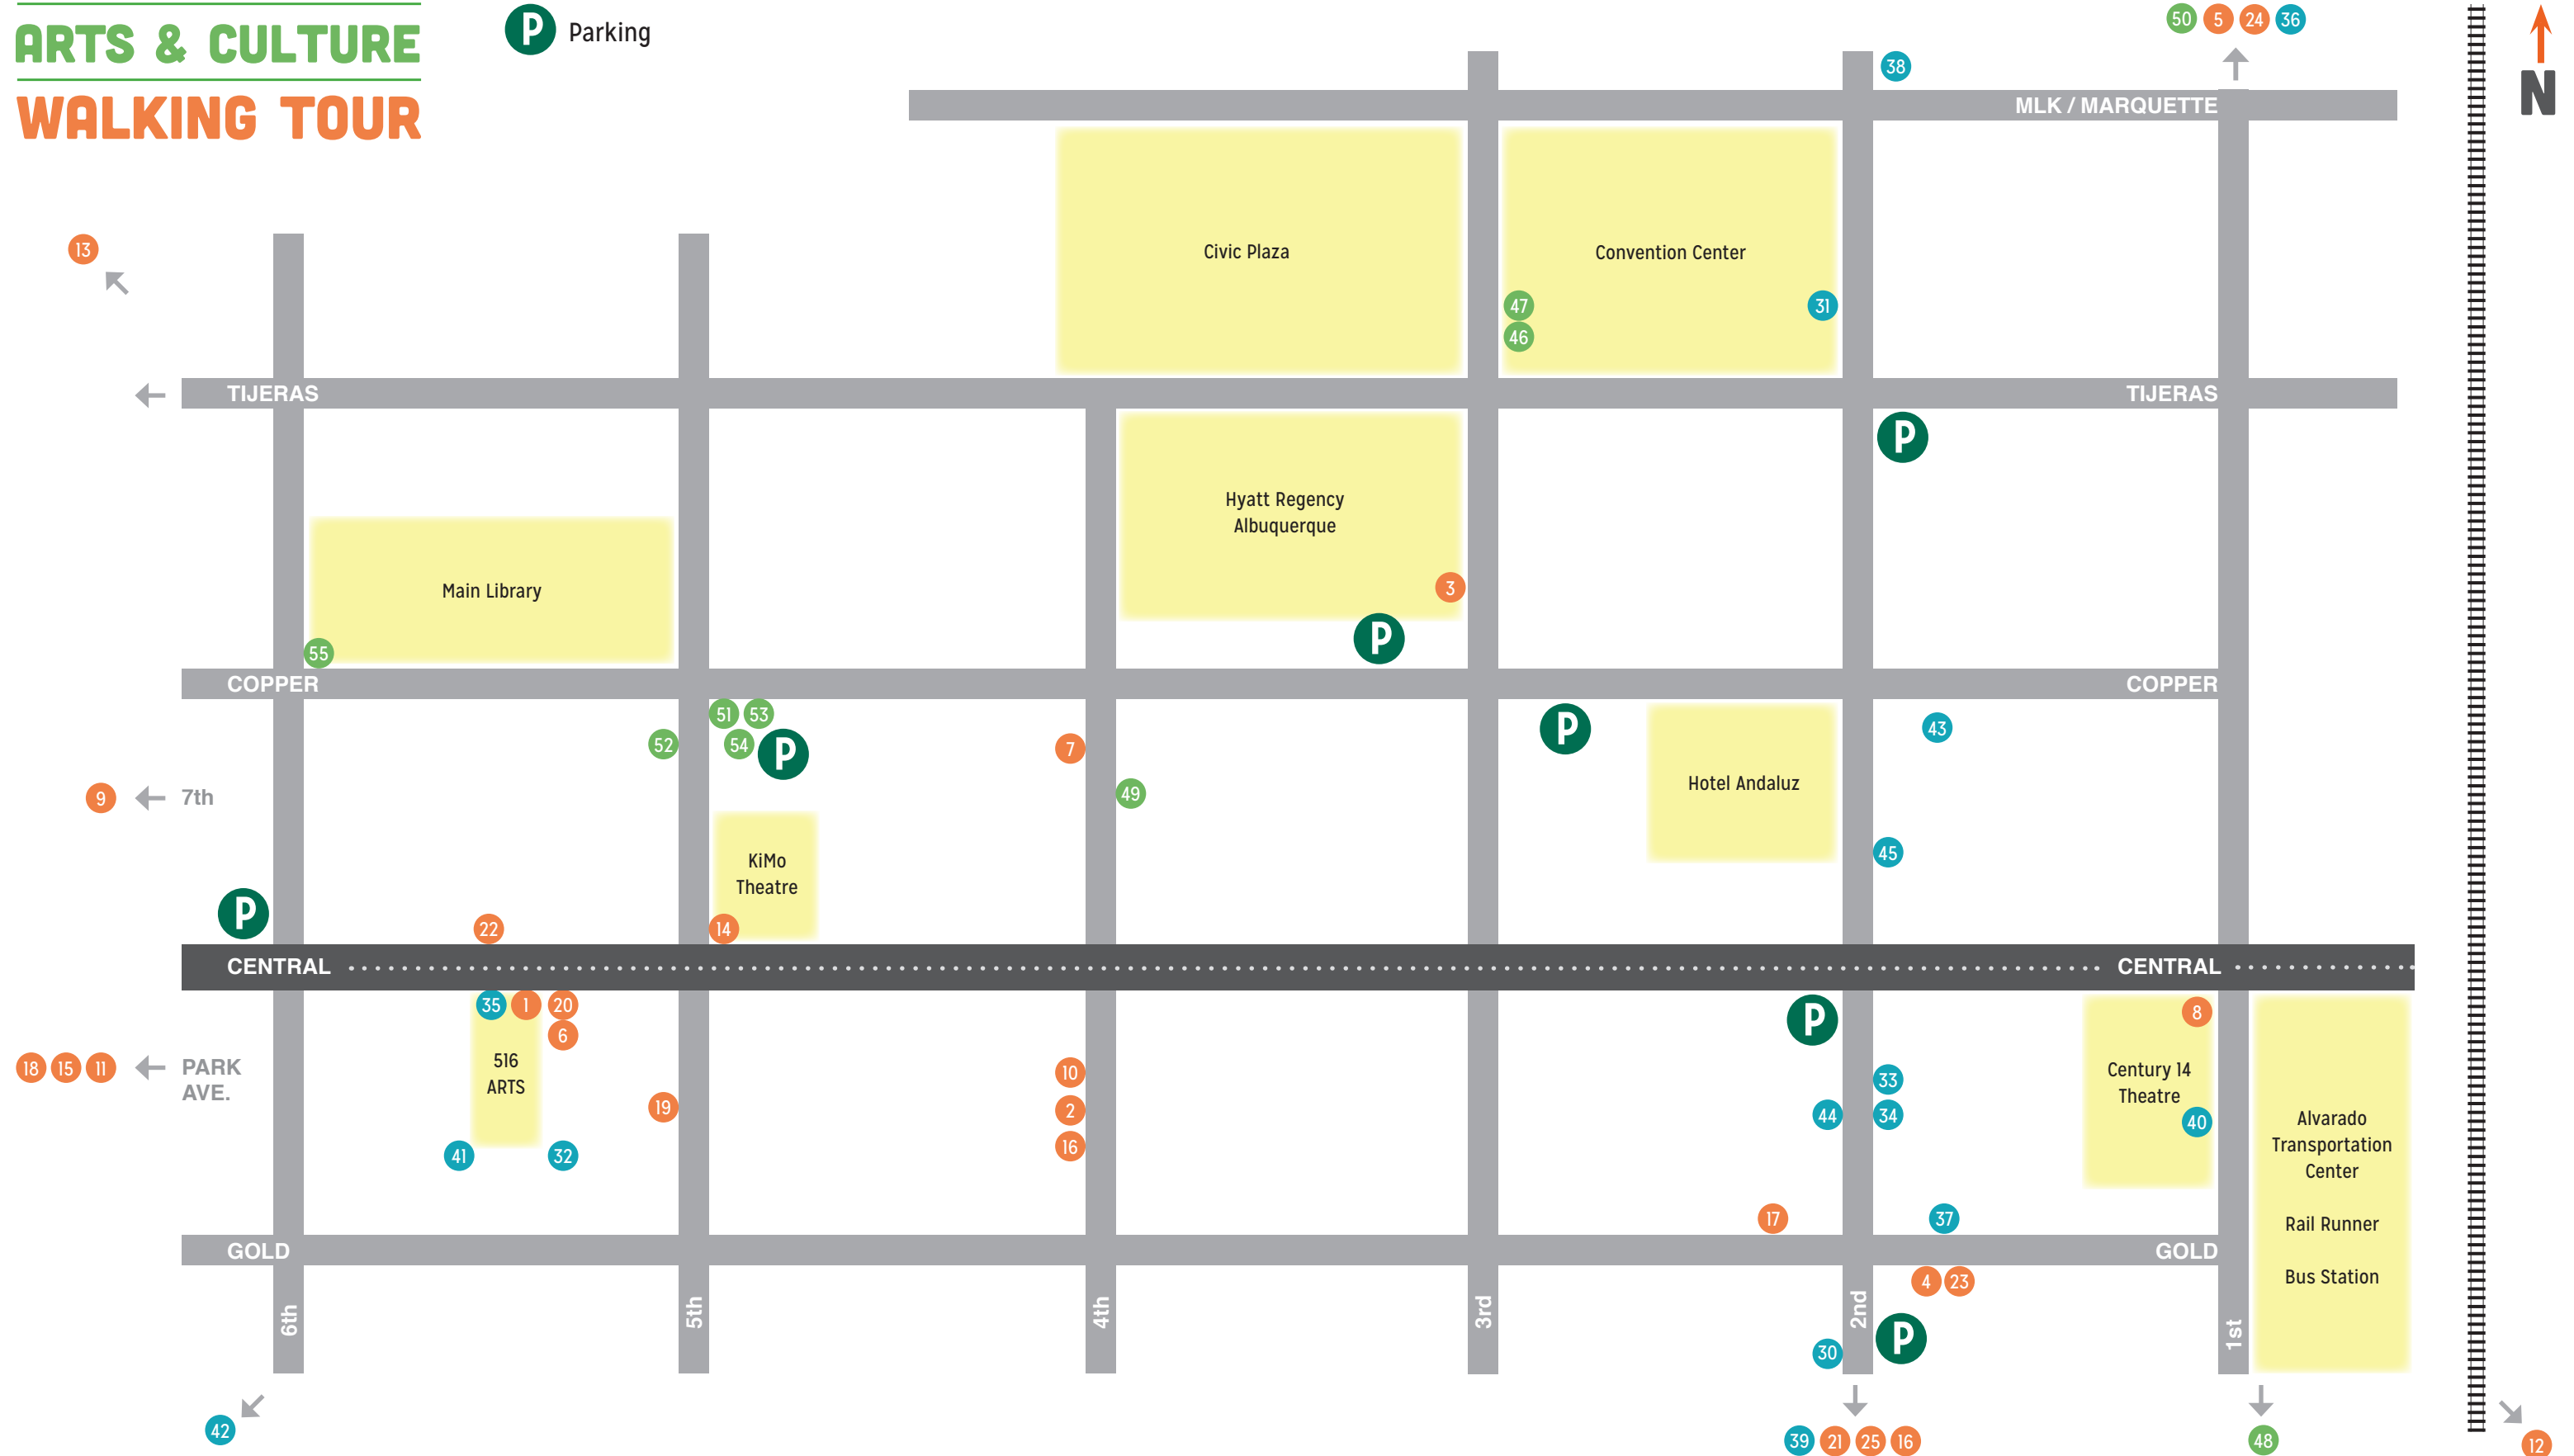 ARTS & CULTURE
WALKING TOUR
P Parking
50 5 24 36
N
38
MLK / MARQUETTE
13
Civic Plaza
Convention Center
47
31
46
TIJERAS
TIJERAS
P
Hyatt Regency
Albuquerque
Main Library
3
P
55
COPPER
COPPER
51 53
52
54
P
7
P
43
49
Hotel Andaluz
9
7th
45
KiMo
Theatre
P
22
14
CENTRAL
CENTRAL
35 1 20
6
P
8
516
ARTS
18 15 11
PARK
AVE.
10
33
Century 14
Theatre
19
2
44
34
40
Alvarado
Transportation
Center
16
41
32
17
37
Rail Runner
GOLD
GOLD
Bus Station
4 23
6th
5th
4th
3rd
2nd
1st
P
30
42
39 21 25 16
48
12